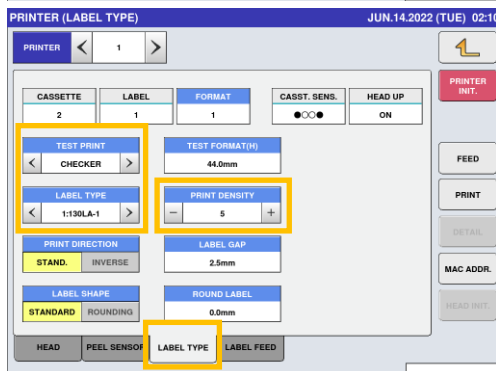 PRINTER (LABEL TYPE) JUN.14.2022 (TUE) 02:10
PRINTER < 1 >
PRINTER INIT.
CASSETTE LABEL FORMAT CASST. SENS. HEAD UP
2 1 1 ●○○● ON
TEST PRINT TEST FORMAT(H)
< CHECKER > 44.0mm
FEED
LABEL TYPE PRINT DENSITY
< 1:130LA-1 > − 5 +
PRINT
PRINT DIRECTION LABEL GAP
DETAIL
STAND. INVERSE 2.5mm
MAC ADDR.
LABEL SHAPE ROUND LABEL
HEAD INIT.
STANDARD ROUNDING 0.0mm
HEAD PEEL SENSOR LABEL TYPE LABEL FEED